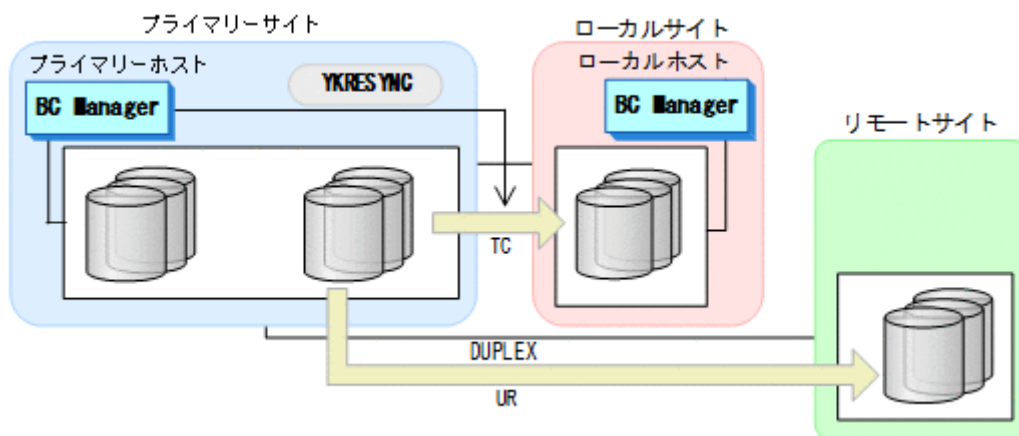 プライマリーサイト
ローカルサイト
プライマリーホスト
YKRESYNC
ローカルホスト
BC Manager
BC Manager
リモートサイト
TC
DUPLEX
UR